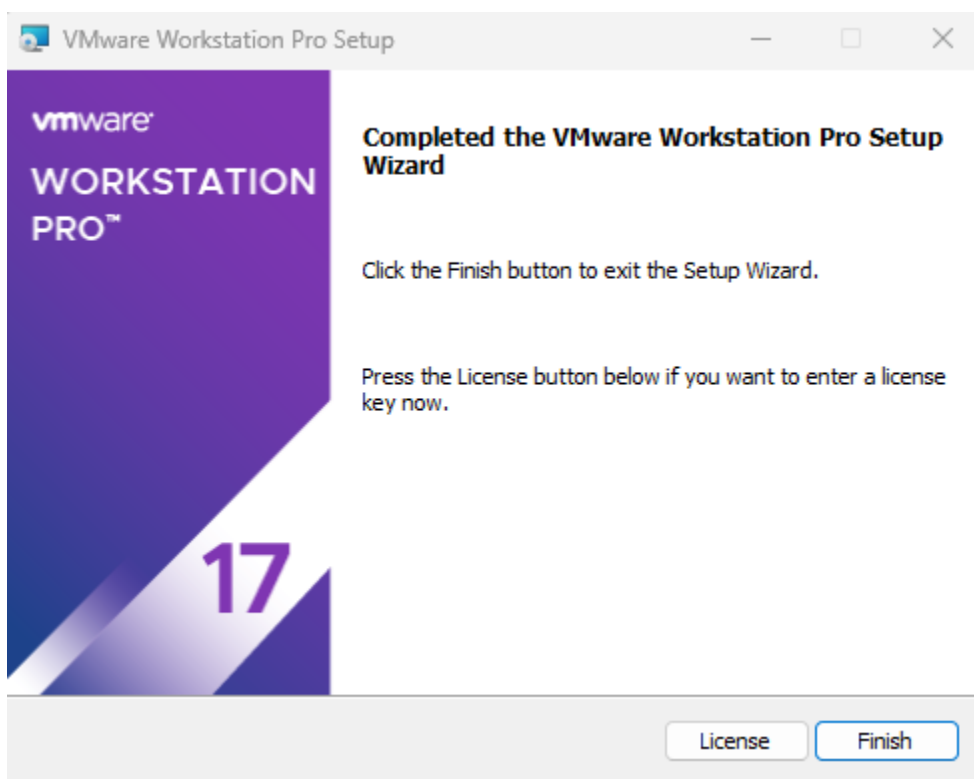 VMware Workstation Pro Setup
vmware®
WORKSTATION
PRO™
Completed the VMware Workstation Pro Setup
Wizard
Click the Finish button to exit the Setup Wizard.
Press the License button below if you want to enter a license
key now.
17
License
Finish